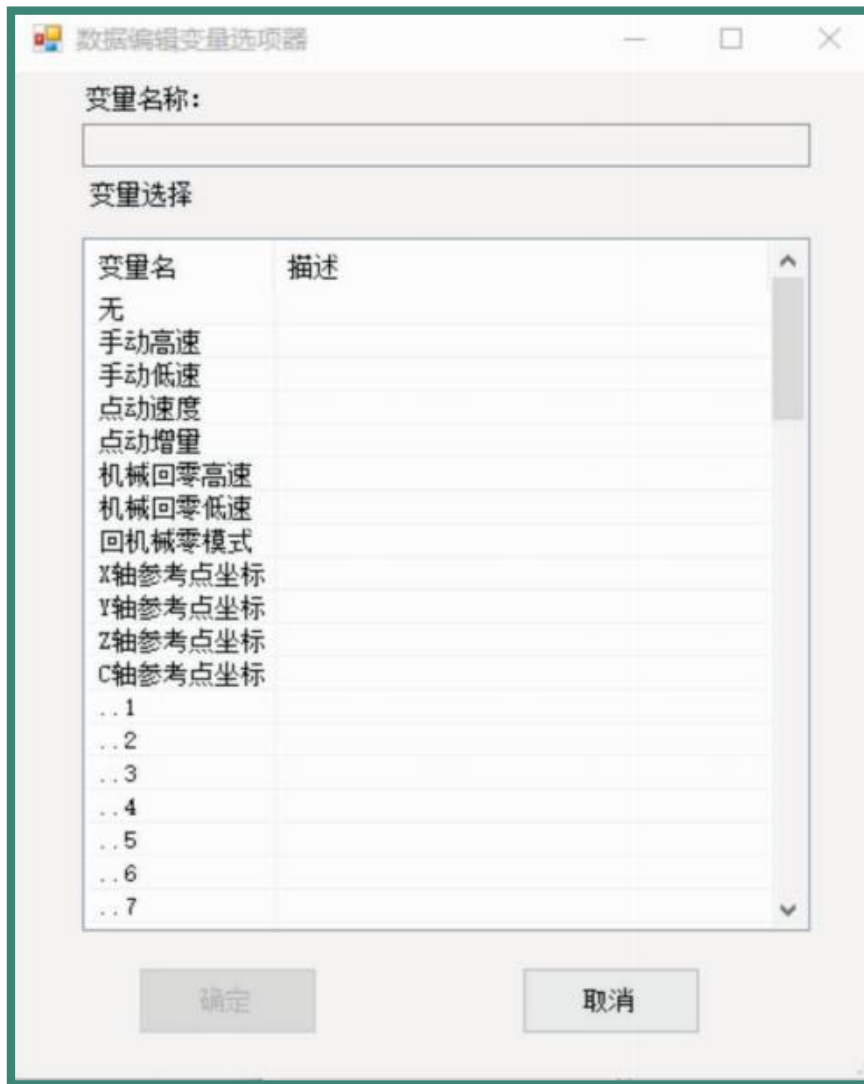 数据编辑变量选项器
变量名称:
变量选择
变量名 描述
无
手动高速
手动低速
点动速度
点动增量
机械回零高速
机械回零低速
回机械零模式
X轴参考点坐标
Y轴参考点坐标
Z轴参考点坐标
C轴参考点坐标
..1
..2
..3
..4
..5
..6
..7
确定 取消